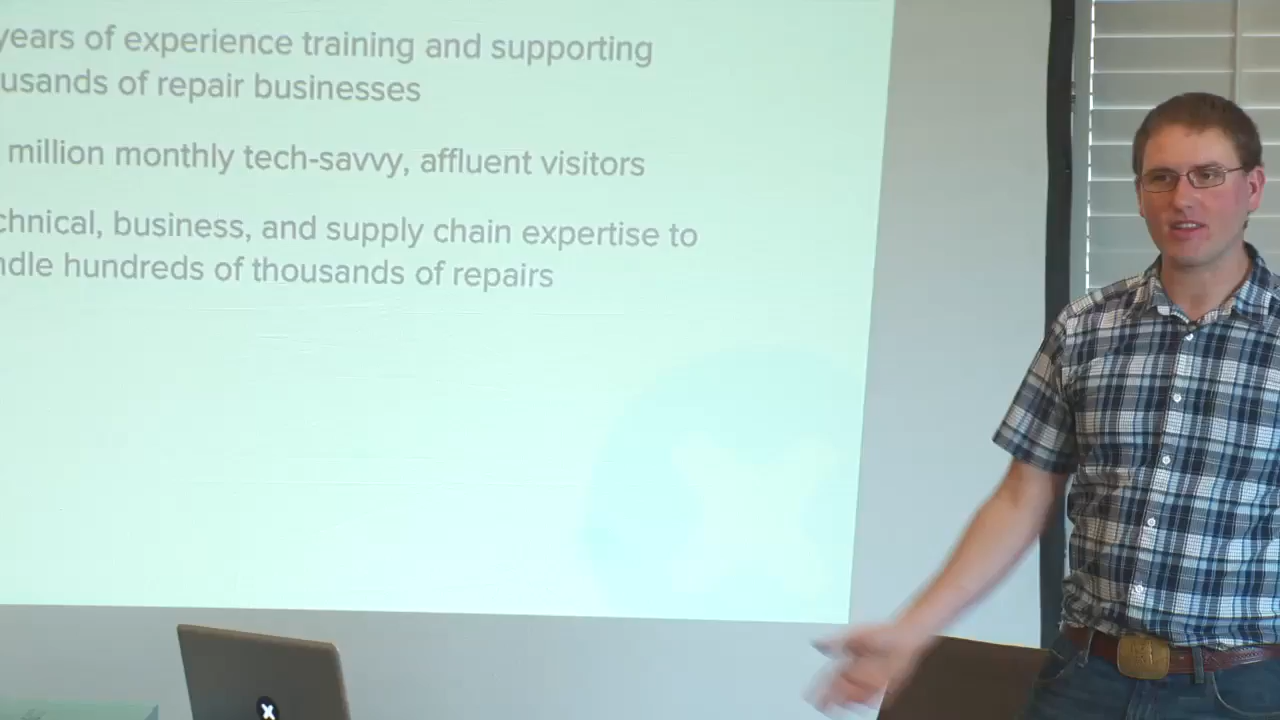 years of experience training and supporting
usands of repair businesses
million monthly tech-savvy, affluent visitors
chnical, business, and supply chain expertise to
ndle hundreds of thousands of repairs